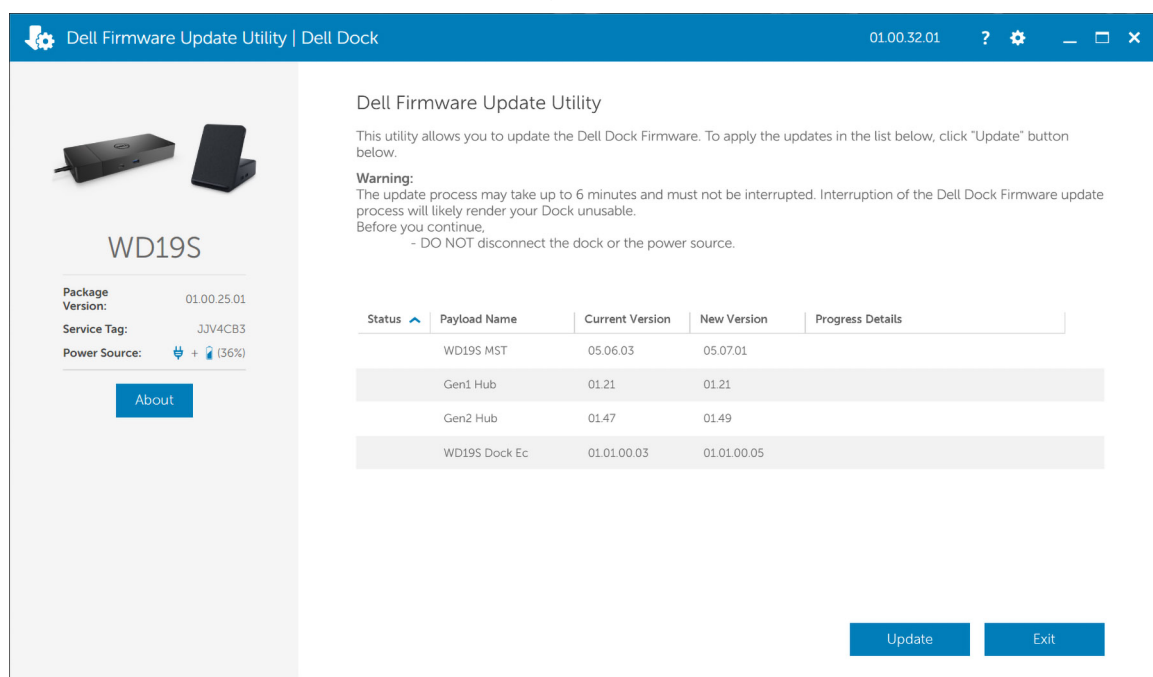 Dell Firmware Update Utility | Dell Dock
01.00.32.01
?
WD19S
Package Version: 01.00.25.01
Service Tag: JJV4CB3
Power Source: + (36%)
About
Dell Firmware Update Utility
This utility allows you to update the Dell Dock Firmware. To apply the updates in the list below, click "Update" button
below.
Warning:
The update process may take up to 6 minutes and must not be interrupted. Interruption of the Dell Dock Firmware update
process will likely render your Dock unusable.
Before you continue,
- DO NOT disconnect the dock or the power source.
Status Payload Name Current Version New Version Progress Details
WD19S MST 05.06.03 05.07.01
Gen1 Hub 01.21 01.21
Gen2 Hub 01.47 01.49
WD19S Dock Ec 01.01.00.03 01.01.00.05
Update Exit